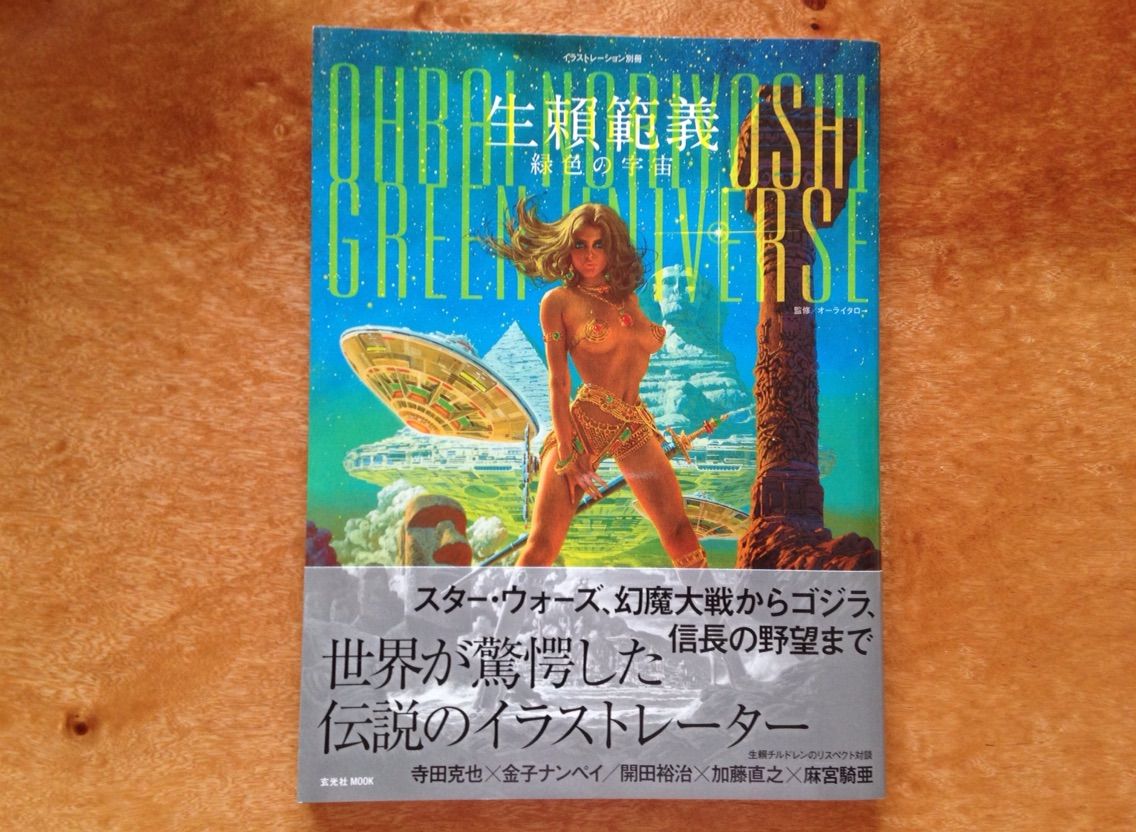 イラストレーション別冊
OHRAI NORIYOSHI
生賴範義
緑色の宇宙
GREEN UNIVERSE
監修／オーライタロー
スター・ウォーズ、幻魔大戦からゴジラ、
信長の野望まで
世界が驚愕した
伝説のイラストレーター
生賴チルドレンのリスペクト対談
寺田克也×金子ナンペイ／開田裕治×加藤直之×麻宮騎亜
玄光社 MOOK